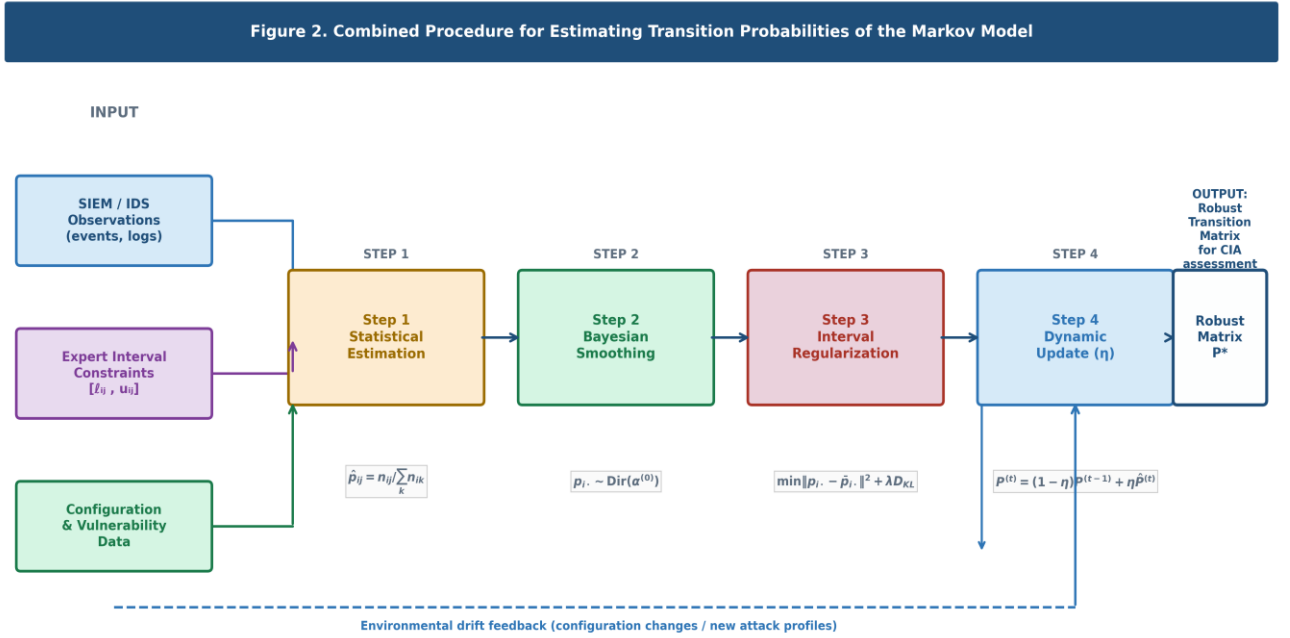 Figure 2. Combined Procedure for Estimating Transition Probabilities of the Markov Model
INPUT
SIEM / IDS
Observations
(events, logs)
Expert Interval
Constraints
[ℓᵢⱼ , uᵢⱼ]
Configuration
& Vulnerability
Data
STEP 1
Step 1
Statistical
Estimation
p̂ᵢⱼ = nᵢⱼ/∑ₖ nᵢₖ
STEP 2
Step 2
Bayesian
Smoothing
pᵢ. ~ Dir(α⁽⁰⁾)
STEP 3
Step 3
Interval
Regularization
min‖pᵢ. − p̃ᵢ.‖² + λD_KL
STEP 4
Step 4
Dynamic
Update (η)
P⁽ᵗ⁾ = (1 − η)P⁽ᵗ⁻¹⁾ + ηP̂⁽ᵗ⁾
OUTPUT:
Robust
Transition
Matrix
for CIA
assessment
Robust
Matrix
P*
Environmental drift feedback (configuration changes / new attack profiles)